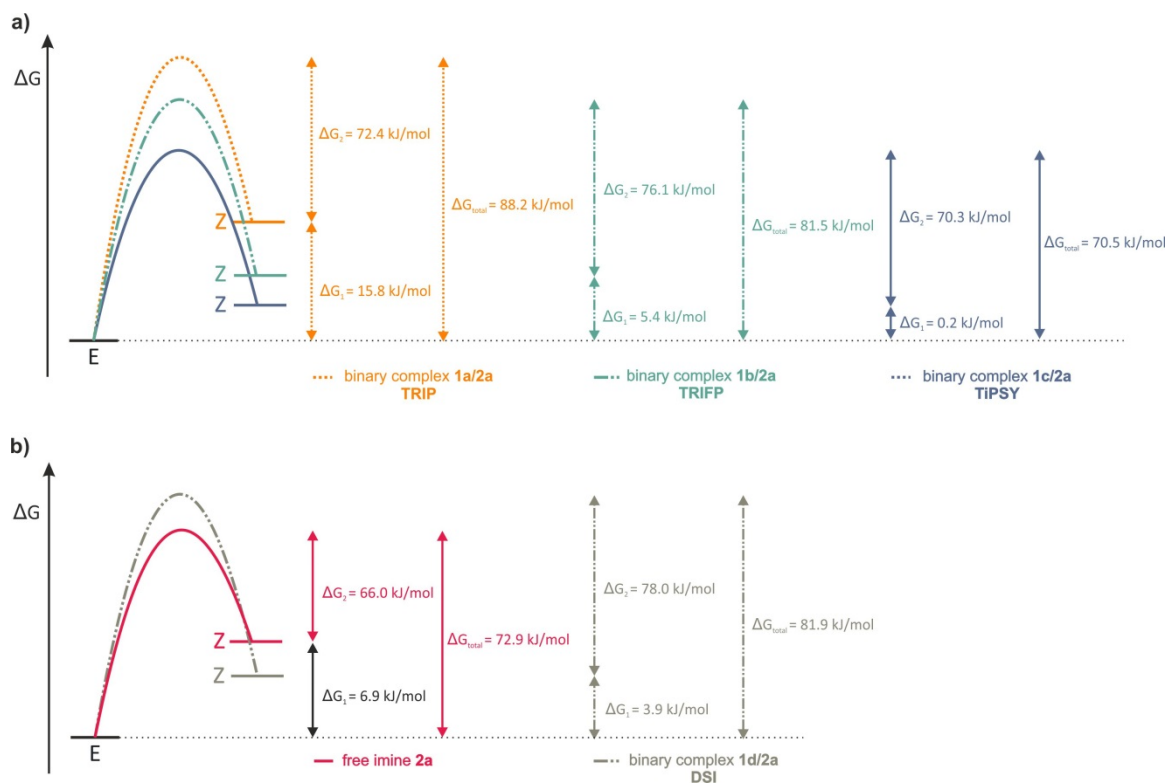 a)
ΔG
ΔG₂ = 72.4 kJ/mol
ΔG₂ = 76.1 kJ/mol
ΔG₂ = 70.3 kJ/mol
ΔG_total = 88.2 kJ/mol
ΔG_total = 81.5 kJ/mol
ΔG_total = 70.5 kJ/mol
Z
Z
Z
ΔG₁ = 15.8 kJ/mol
ΔG₁ = 5.4 kJ/mol
ΔG₁ = 0.2 kJ/mol
E
binary complex 1a/2a
TRIP
binary complex 1b/2a
TRIFP
binary complex 1c/2a
TiPSY
b)
ΔG
ΔG₂ = 66.0 kJ/mol
ΔG₂ = 78.0 kJ/mol
ΔG_total = 72.9 kJ/mol
ΔG_total = 81.9 kJ/mol
Z
Z
ΔG₁ = 6.9 kJ/mol
ΔG₁ = 3.9 kJ/mol
E
free imine 2a
binary complex 1d/2a
DSI